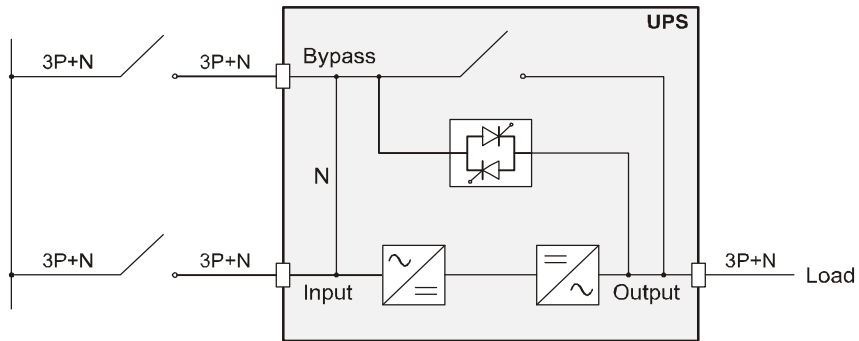 UPS
3P+N
3P+N
Bypass
N
3P+N
3P+N
Input
Output
3P+N
Load